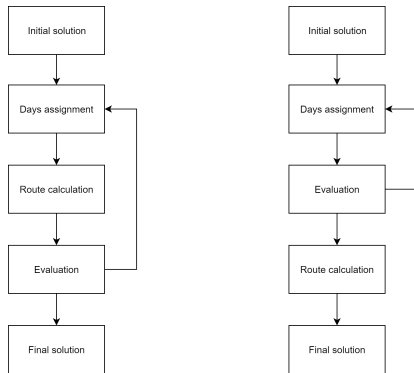 Initial solution
Days assignment
Route calculation
Evaluation
Final solution
Initial solution
Days assignment
Evaluation
Route calculation
Final solution